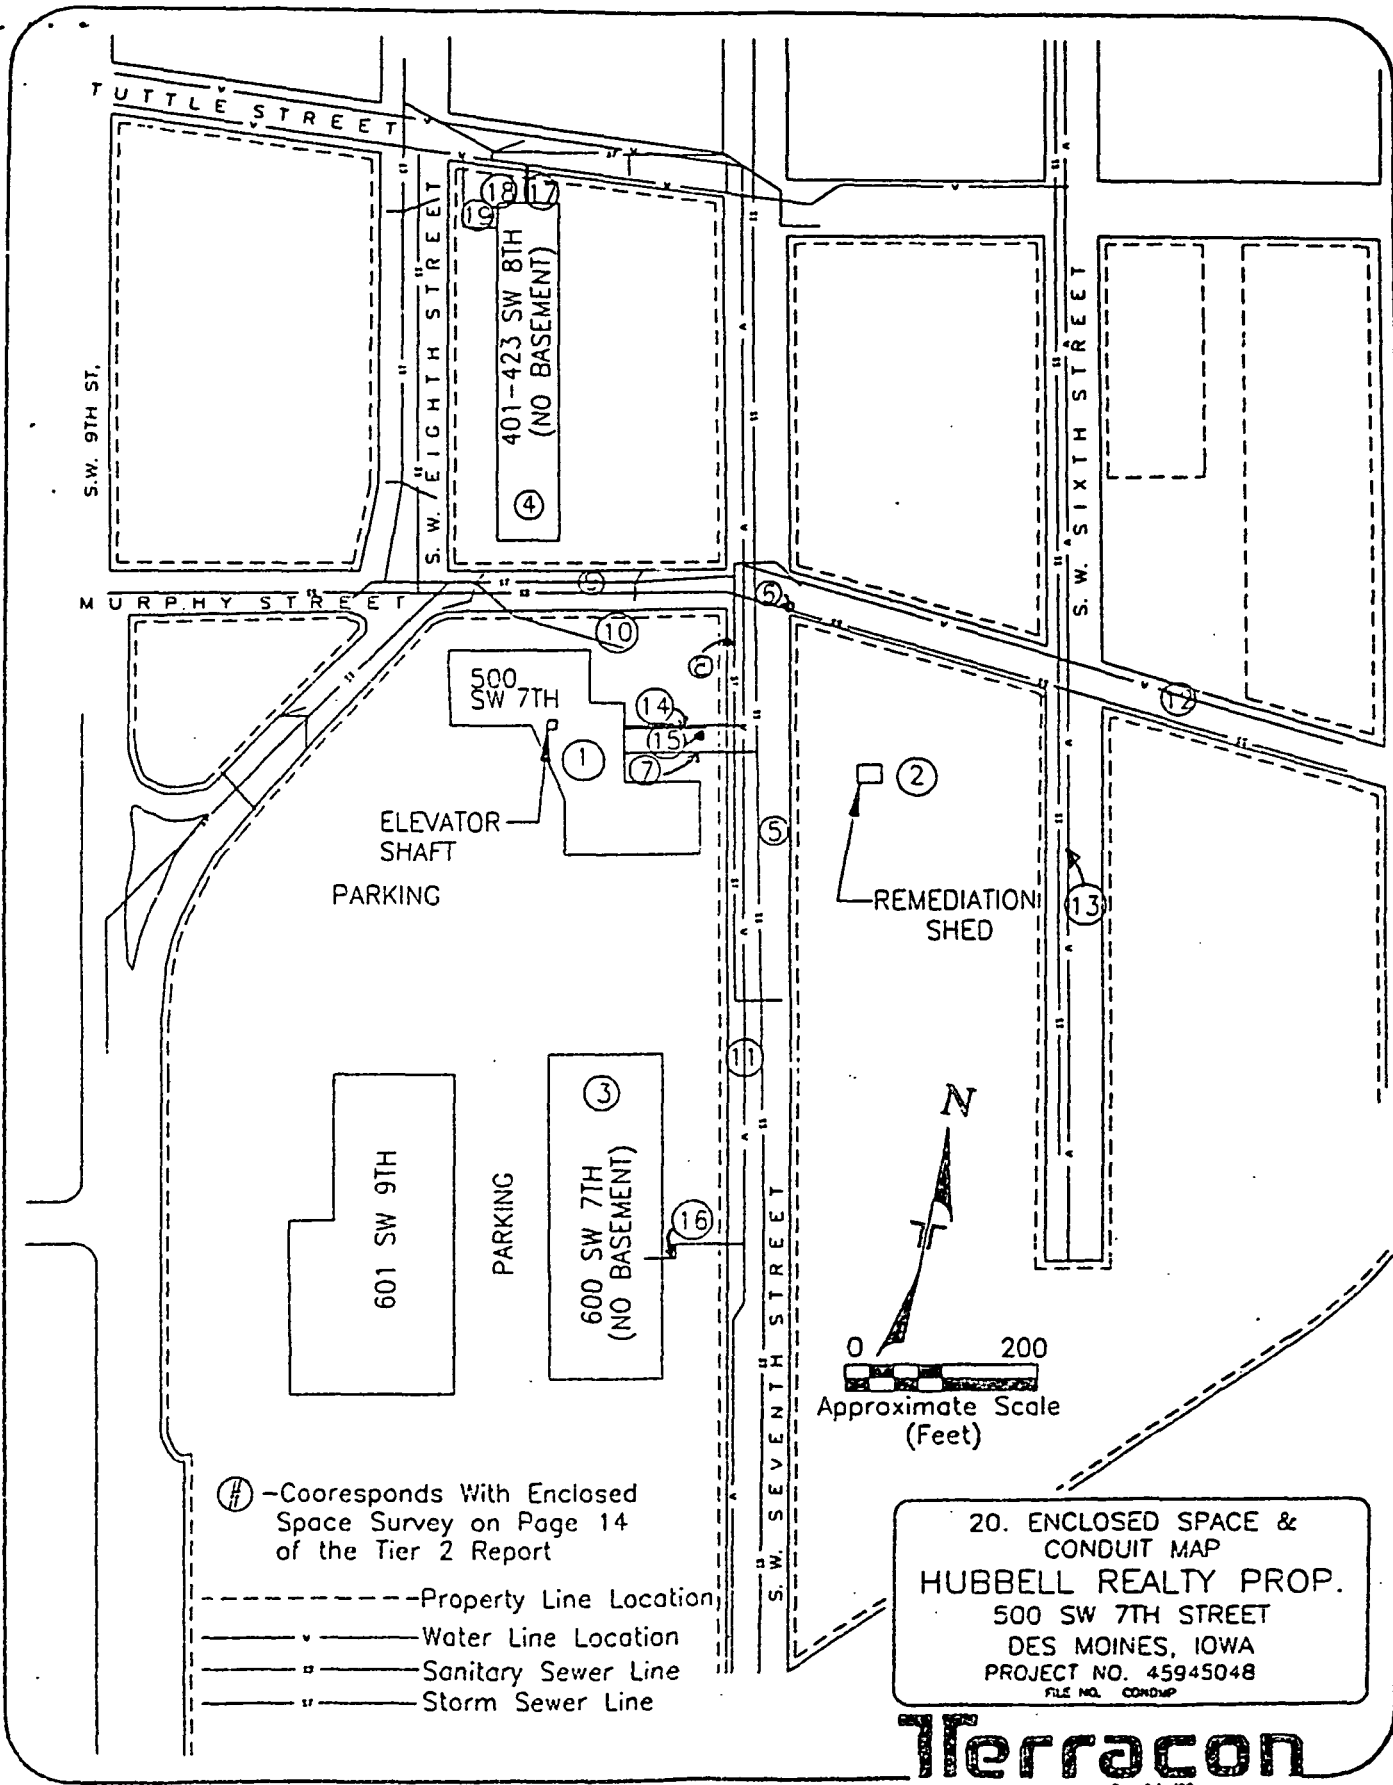 TUTTLE STREET
18
17
19
S.W. EIGHTH STREET
401-423 SW 8TH
(NO BASEMENT)
4
S.W. 9TH ST.
S.W. SIXTH STREET
MURPHY STREET
9
6
10
500
SW 7TH
14
15
7
1
12
2
ELEVATOR
SHAFT
5
PARKING
REMEDIATION
SHED
13
11
3
N
601 SW 9TH
PARKING
600 SW 7TH
(NO BASEMENT)
16
S.W. SEVENTH STREET
0 200
Approximate Scale
(Feet)
# -Cooresponds With Enclosed
Space Survey on Page 14
of the Tier 2 Report
Property Line Location
Water Line Location
Sanitary Sewer Line
Storm Sewer Line
20. ENCLOSED SPACE &
CONDUIT MAP
HUBBELL REALTY PROP.
500 SW 7TH STREET
DES MOINES, IOWA
PROJECT NO. 45945048
FILE NO. CONDMP
Terracon